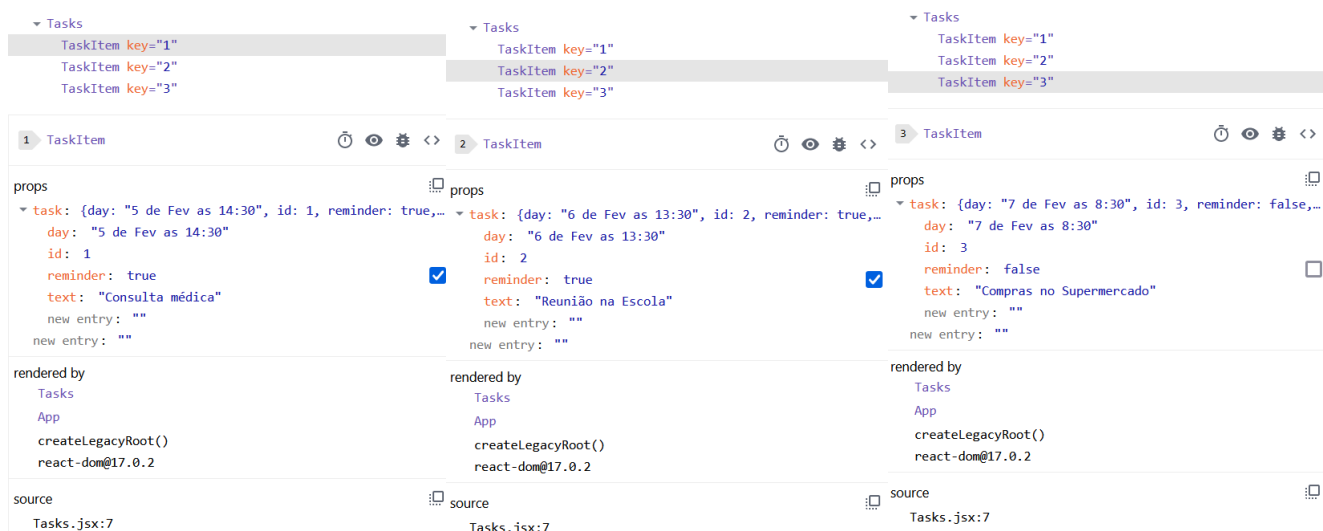 Tasks
TaskItem key="1"
TaskItem key="2"
TaskItem key="3"
1 TaskItem
props
task: {day: "5 de Fev as 14:30", id: 1, reminder: true,…
day: "5 de Fev as 14:30"
id: 1
reminder: true
text: "Consulta médica"
new entry: ""
new entry: ""
rendered by
Tasks
App
createLegacyRoot()
react-dom@17.0.2
source
Tasks.jsx:7
Tasks
TaskItem key="1"
TaskItem key="2"
TaskItem key="3"
2 TaskItem
props
task: {day: "6 de Fev as 13:30", id: 2, reminder: true,…
day: "6 de Fev as 13:30"
id: 2
reminder: true
text: "Reunião na Escola"
new entry: ""
new entry: ""
rendered by
Tasks
App
createLegacyRoot()
react-dom@17.0.2
source
Tasks.jsx:7
Tasks
TaskItem key="1"
TaskItem key="2"
TaskItem key="3"
3 TaskItem
props
task: {day: "7 de Fev as 8:30", id: 3, reminder: false,…
day: "7 de Fev as 8:30"
id: 3
reminder: false
text: "Compras no Supermercado"
new entry: ""
new entry: ""
rendered by
Tasks
App
createLegacyRoot()
react-dom@17.0.2
source
Tasks.jsx:7